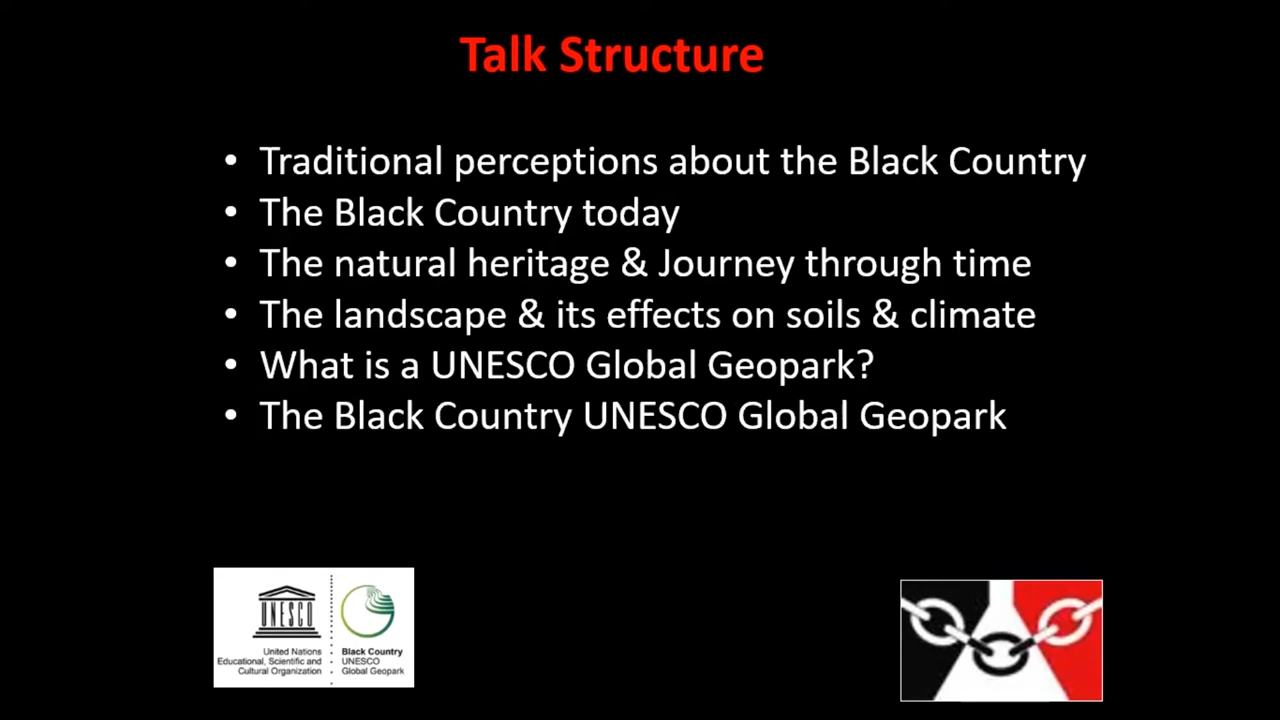 Talk Structure
• Traditional perceptions about the Black Country
• The Black Country today
• The natural heritage & Journey through time
• The landscape & its effects on soils & climate
• What is a UNESCO Global Geopark?
• The Black Country UNESCO Global Geopark
UNESCO
United Nations
Educational, Scientific and
Cultural Organization
Black Country
UNESCO
Global Geopark